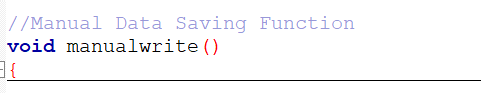 //Manual Data Saving Function
void manualwrite()
{